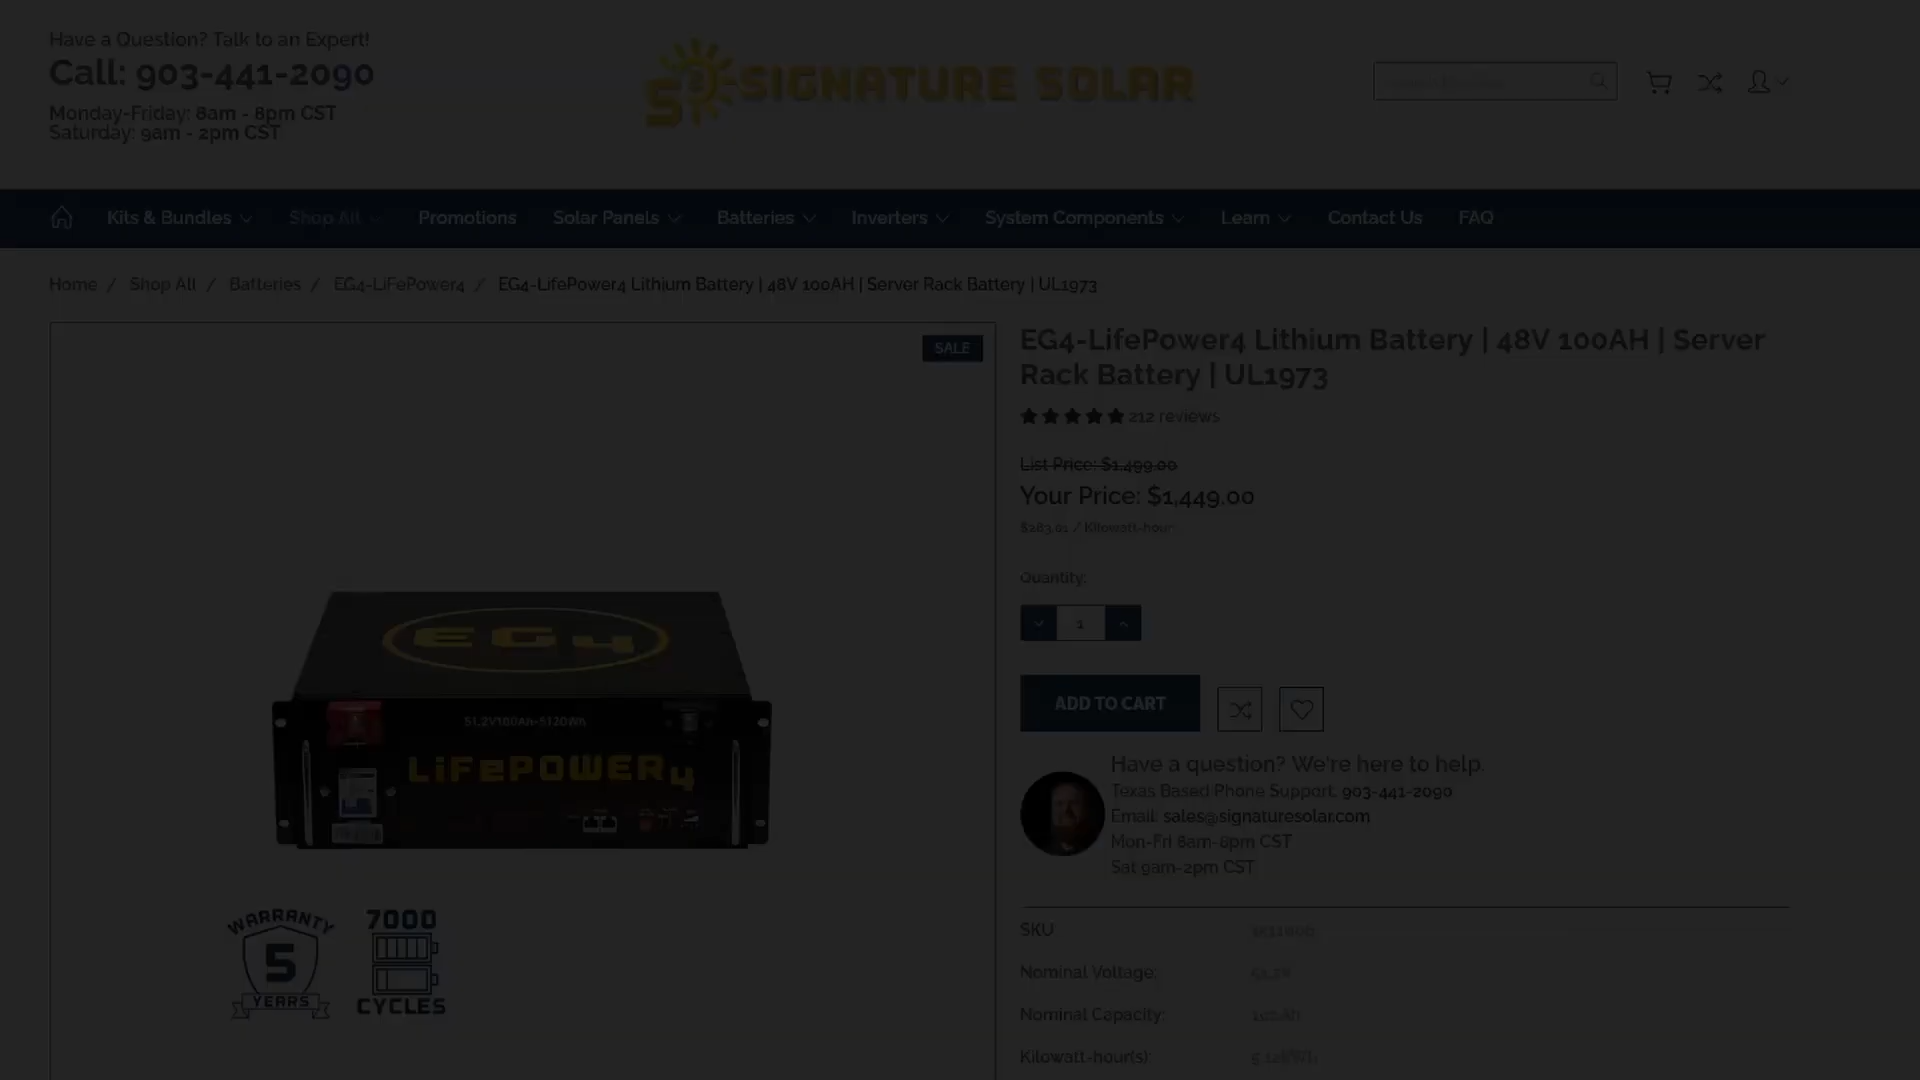 Have a Question? Talk to an Expert!
Call: 903-441-2090
Monday-Friday: 8am - 8pm CST
Saturday: 9am - 2pm CST
SIGNATURE SOLAR
Kits & Bundles
Shop All
Promotions
Solar Panels
Batteries
Inverters
System Components
Learn
Contact Us
FAQ
Home / Shop All / Batteries / EG4-LiFePower4 / EG4-LifePower4 Lithium Battery | 48V 100AH | Server Rack Battery | UL1973
SALE
EG4-LifePower4 Lithium Battery | 48V 100AH | Server
Rack Battery | UL1973
212 reviews
List Price: $1,499.00
Your Price: $1,449.00
$283.01 / Kilowatt-hour
Quantity:
1
ADD TO CART
Have a question? We're here to help.
Texas Based Phone Support. 903-441-2090
Email: sales@signaturesolar.com
Mon-Fri 8am-8pm CST
Sat 9am-2pm CST
EG4
51.2V100Ah-5120Wh
LiFePOWER4
WARRANTY
5
YEARS
7000
CYCLES
SKU
Nominal Voltage:
Nominal Capacity:
Kilowatt-hour(s):